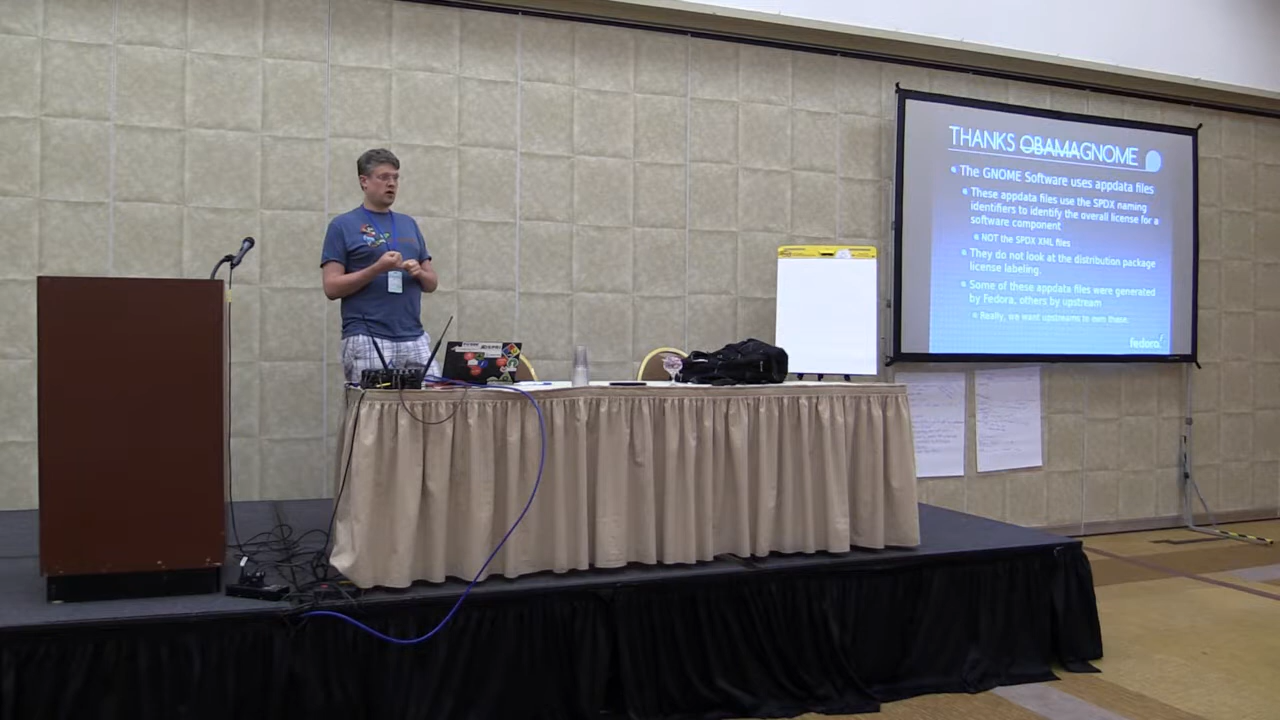 THANKS OBAMAGNOME
The GNOME Software uses appdata files
These appdata files use the SPDX naming
identifiers to identify the overall license for a
software component
NOT the SPDX XML files
They do not look at the distribution package
license labeling.
Some of these appdata files were generated
by Fedora, others by upstream
Really, we want upstreams to own these.
fedora